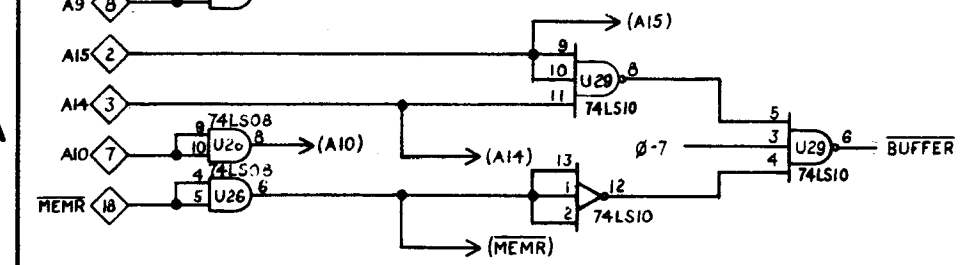 A9 8
(A15)
A15 2
9
10 U29 8
A14 3
11 74LS10
74LS08
5
9
A10 7 10 U20 8 (A10)
Ø-7 3 U29 6 BUFFER
(A14)
4
74LS08
13 74LS10
4
MEMR 18 5 U26 6
1 12
2 74LS10
(MEMR)